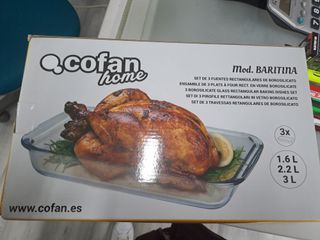 cofan
home
Mod. BARITINA
SET DE 3 FUENTES RECTANGULARES DE BOROSILICATO
ENSEMBLE DE 3 PLATS À FOUR RECT. EN VERRE BOROSILICATE
3 BOROSILICATE GLASS RECTANGULAR BAKING DISHES SET
SET DI 3 PIROFILE RETTANGOLARI IN VETRO BOROSILICATO
SET DE 3 TRAVESSAS RETANGULARES DE BOROSILICATO
3x
1.6 L
2.2 L
3 L
www.cofan.es